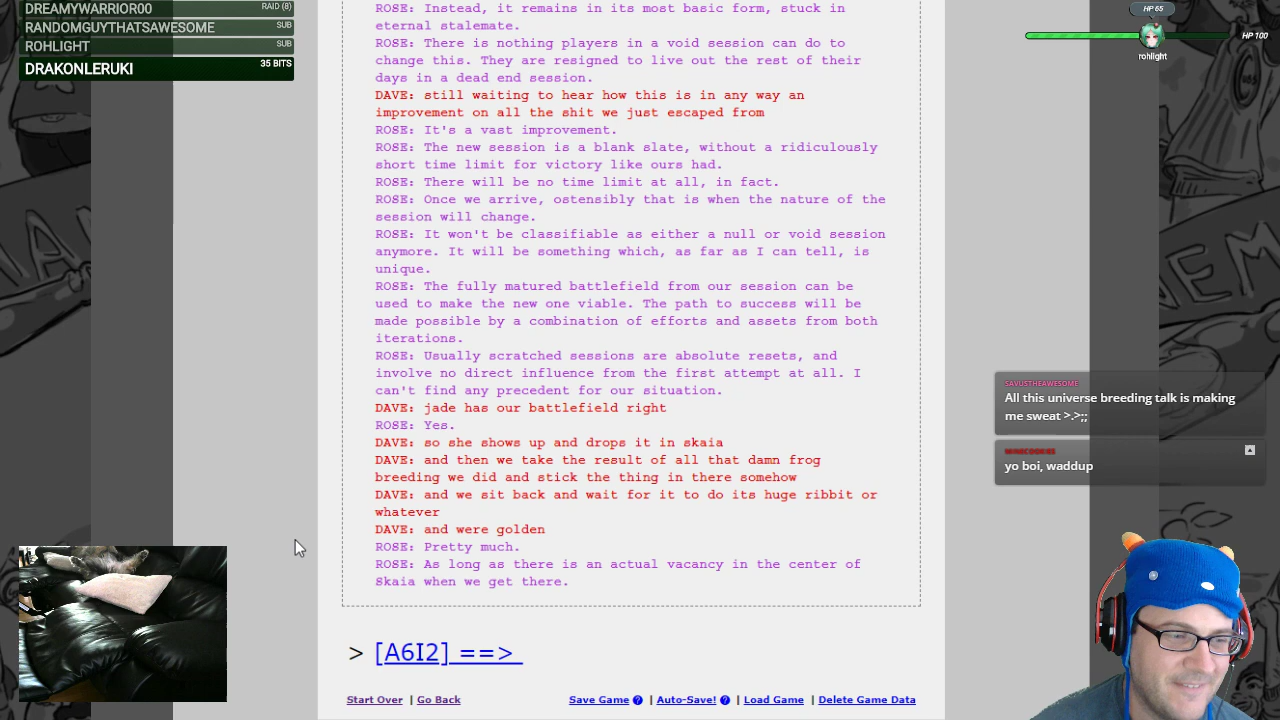 DREAMYWARRIOR00 RAID (8)
RANDOMGUYTHATSAWESOME SUB
ROHLIGHT SUB
DRAKONLERUKI 35 BITS
HP 65
HP 100
rohlight
ROSE: Instead, it remains in its most basic form, stuck in
eternal stalemate.
ROSE: There is nothing players in a void session can do to
change this. They are resigned to live out the rest of their
days in a dead end session.
DAVE: still waiting to hear how this is in any way an
improvement on all the shit we just escaped from
ROSE: It's a vast improvement.
ROSE: The new session is a blank slate, without a ridiculously
short time limit for victory like ours had.
ROSE: There will be no time limit at all, in fact.
ROSE: Once we arrive, ostensibly that is when the nature of the
session will change.
ROSE: It won't be classifiable as either a null or void session
anymore. It will be something which, as far as I can tell, is
unique.
ROSE: The fully matured battlefield from our session can be
used to make the new one viable. The path to success will be
made possible by a combination of efforts and assets from both
iterations.
ROSE: Usually scratched sessions are absolute resets, and
involve no direct influence from the first attempt at all. I
can't find any precedent for our situation.
DAVE: jade has our battlefield right
ROSE: Yes.
DAVE: so she shows up and drops it in skaia
DAVE: and then we take the result of all that damn frog
breeding we did and stick the thing in there somehow
DAVE: and we sit back and wait for it to do its huge ribbit or
whatever
DAVE: and were golden
ROSE: Pretty much.
ROSE: As long as there is an actual vacancy in the center of
Skaia when we get there.
> [A6I2] ==>
Start Over | Go Back Save Game ? | Auto-Save! ? | Load Game | Delete Game Data
SAVUSTHEAWESOME
All this universe breeding talk is making
me sweat >.>;;
MINECOOKIES
yo boi, waddup